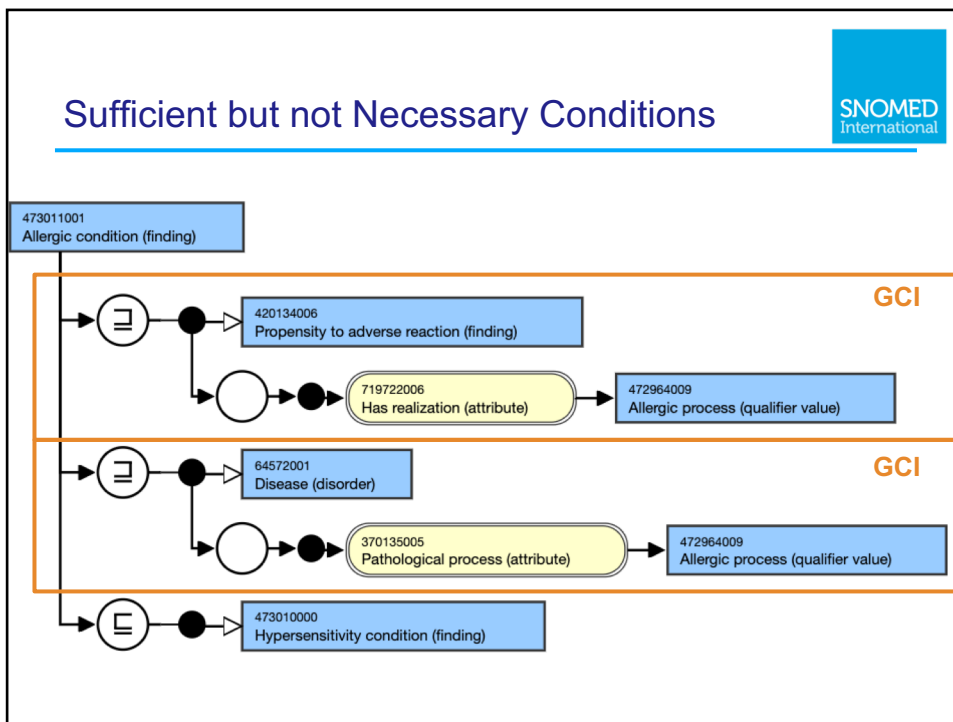 Sufficient but not Necessary Conditions
SNOMED
International
473011001
Allergic condition (finding)
GCI
⊒
420134006
Propensity to adverse reaction (finding)
719722006
Has realization (attribute)
472964009
Allergic process (qualifier value)
GCI
⊒
64572001
Disease (disorder)
370135005
Pathological process (attribute)
472964009
Allergic process (qualifier value)
⊑
473010000
Hypersensitivity condition (finding)